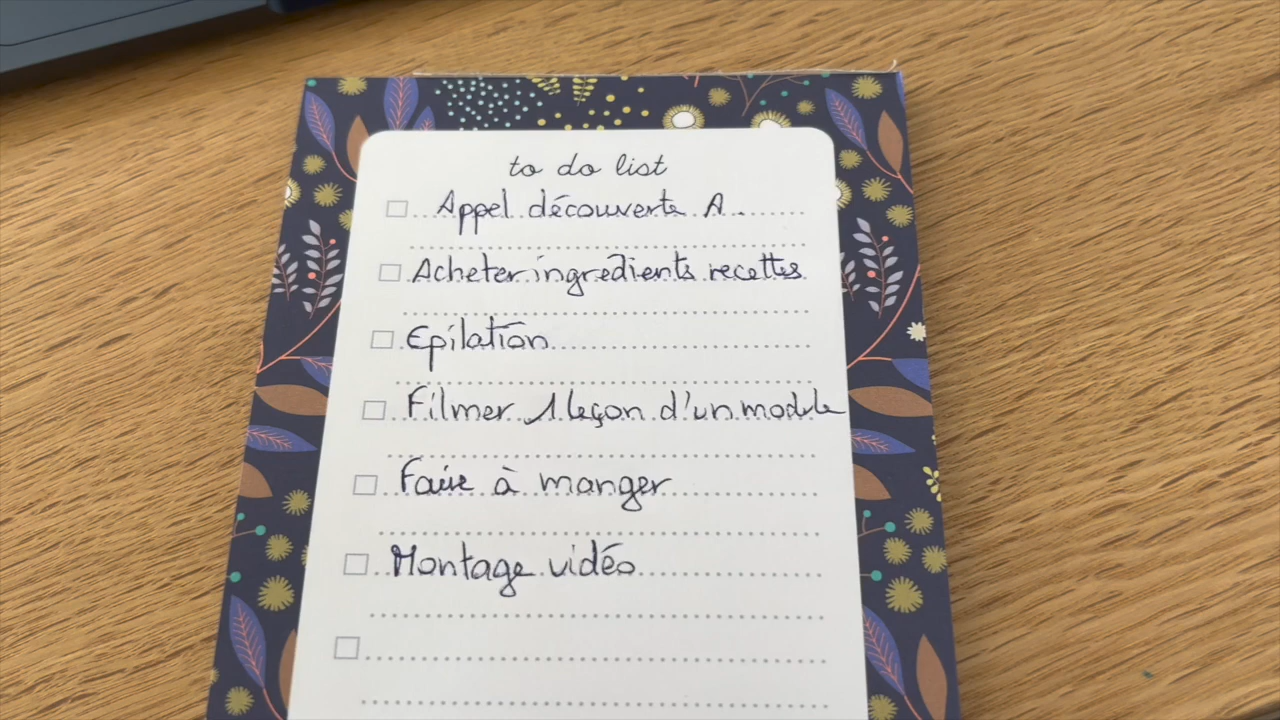 to do list
Appel découverte A.
Acheter ingrédients recettes
Epilation
Filmer 1 leçon d'un module
Faire à manger
Montage vidéo